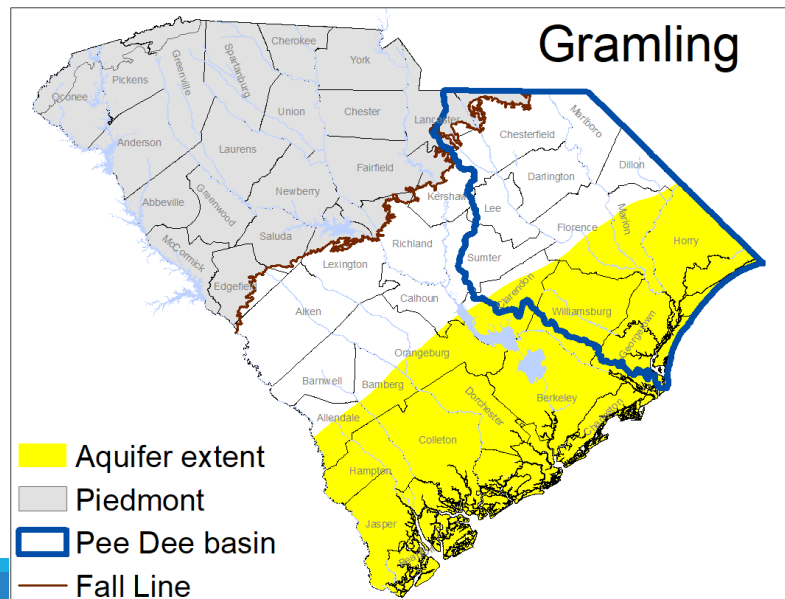 Gramling
Cherokee
York
Spartanburg
Greenville
Pickens
Oconee
Union
Chester
Lancaster
Marlboro
Chesterfield
Anderson
Laurens
Fairfield
Dillon
Darlington
Newberry
Kershaw
Lee
Abbeville
Greenwood
Marion
Florence
Horry
Saluda
Richland
McCormick
Sumter
Lexington
Edgefield
Clarendon
Calhoun
Aiken
Williamsburg
Georgetown
Orangeburg
Barnwell
Bamberg
Dorchester
Berkeley
Allendale
Charleston
Colleton
Hampton
Jasper
Aquifer extent
Piedmont
Pee Dee basin
Fall Line